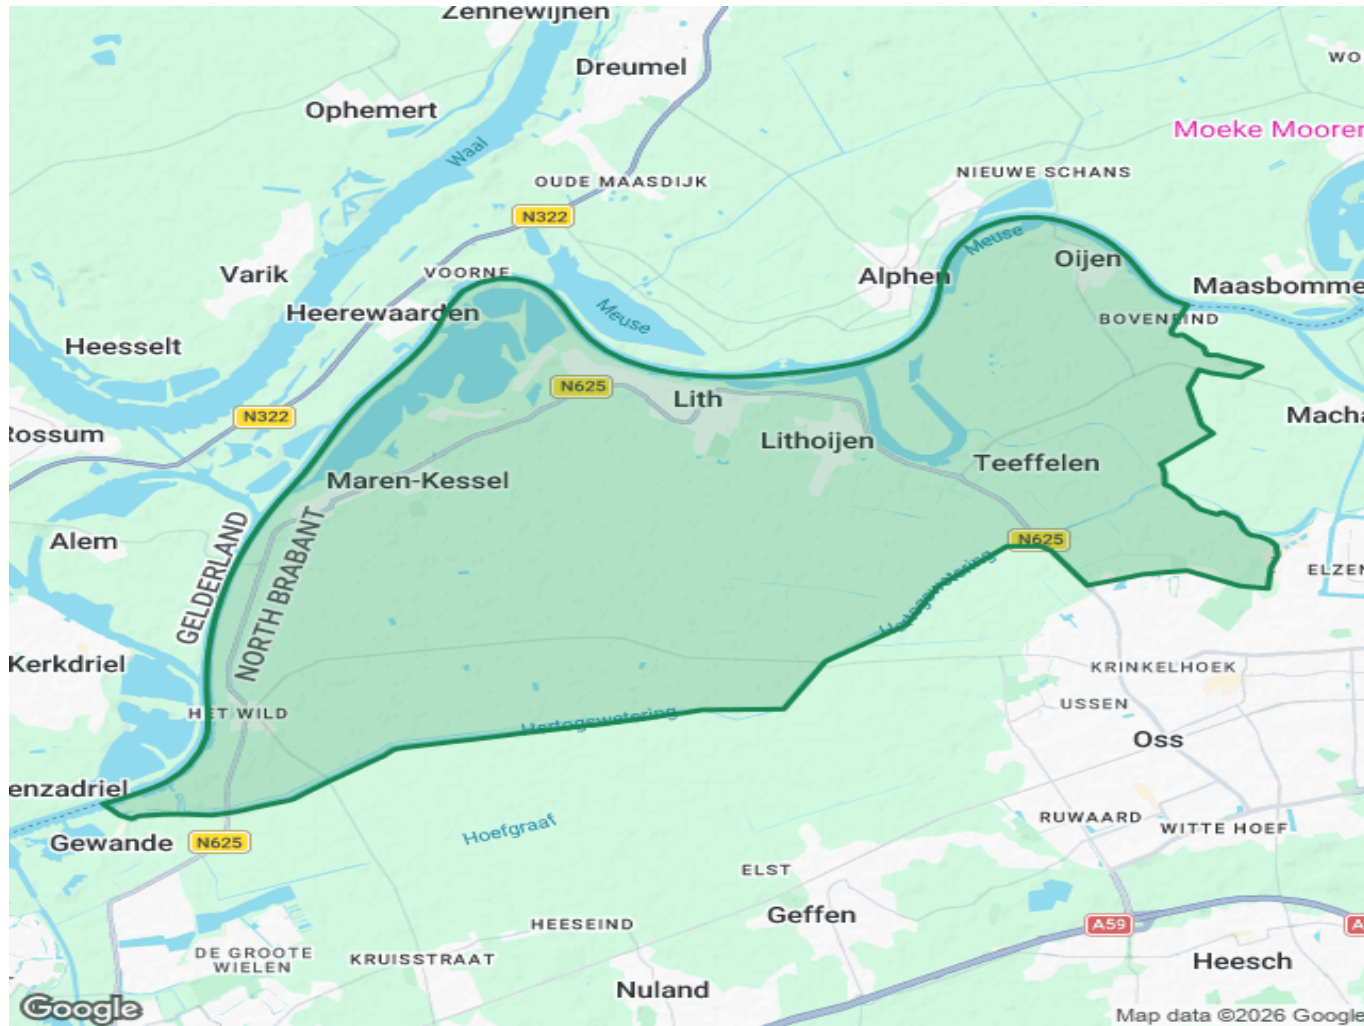 Zennewijnen
Dreumel
WO
Ophemert
Moeke Mooren
Waal
OUDE MAASDIJK
NIEUWE SCHANS
N322
Meuse
Varik
VOORNE
Alphen
Oijen
Maasbomme
Heerewaarden
Meuse
BOVENEIND
Heesselt
N625
Lith
N322
Macha
Rossum
Lithoijen
Teeffelen
Maren-Kessel
GELDERLAND
NORTH BRABANT
Alem
N625
Hertogswetering
ELZEN
Kerkdriel
KRINKELHOEK
USSEN
HET WILD
Hertogswetering
Oss
enzadriel
Gewande
N625
Hoefgraaf
RUWAARD
WITTE HOEF
ELST
Geffen
HEESEIND
A59
A
DE GROOTE
WIELEN
KRUISSTRAAT
Heesch
Nuland
Google
Map data ©2026 Google